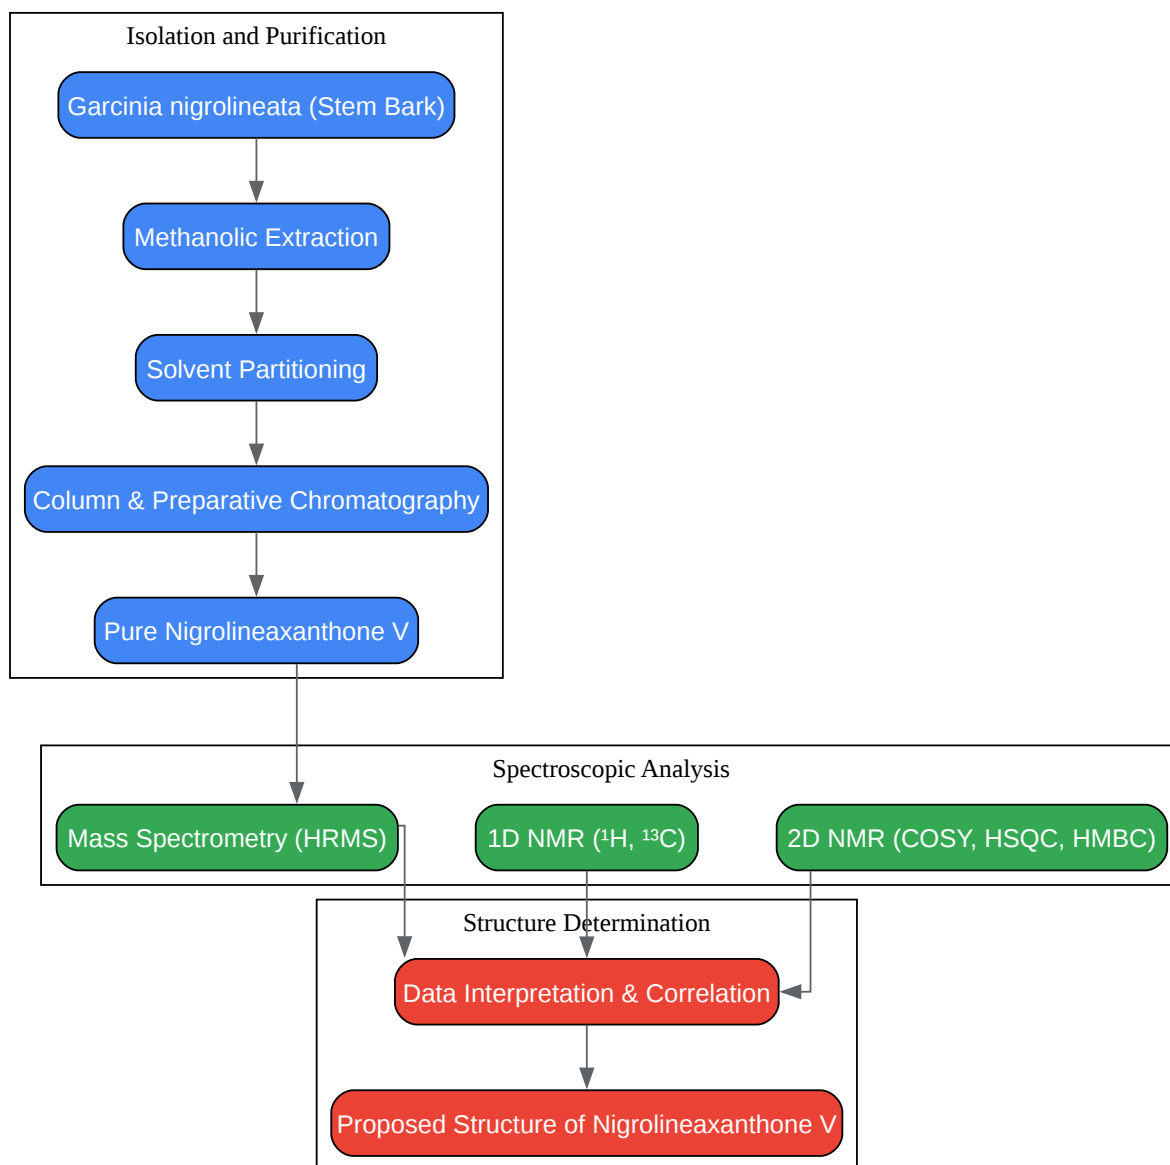 Isolation and Purification
Garcinia nigrolineata (Stem Bark)
Methanolic Extraction
Solvent Partitioning
Column & Preparative Chromatography
Pure Nigrolineaxanthone V
Spectroscopic Analysis
Mass Spectrometry (HRMS)
1D NMR (¹H, ¹³C)
2D NMR (COSY, HSQC, HMBC)
Structure Determination
Data Interpretation & Correlation
Proposed Structure of Nigrolineaxanthone V